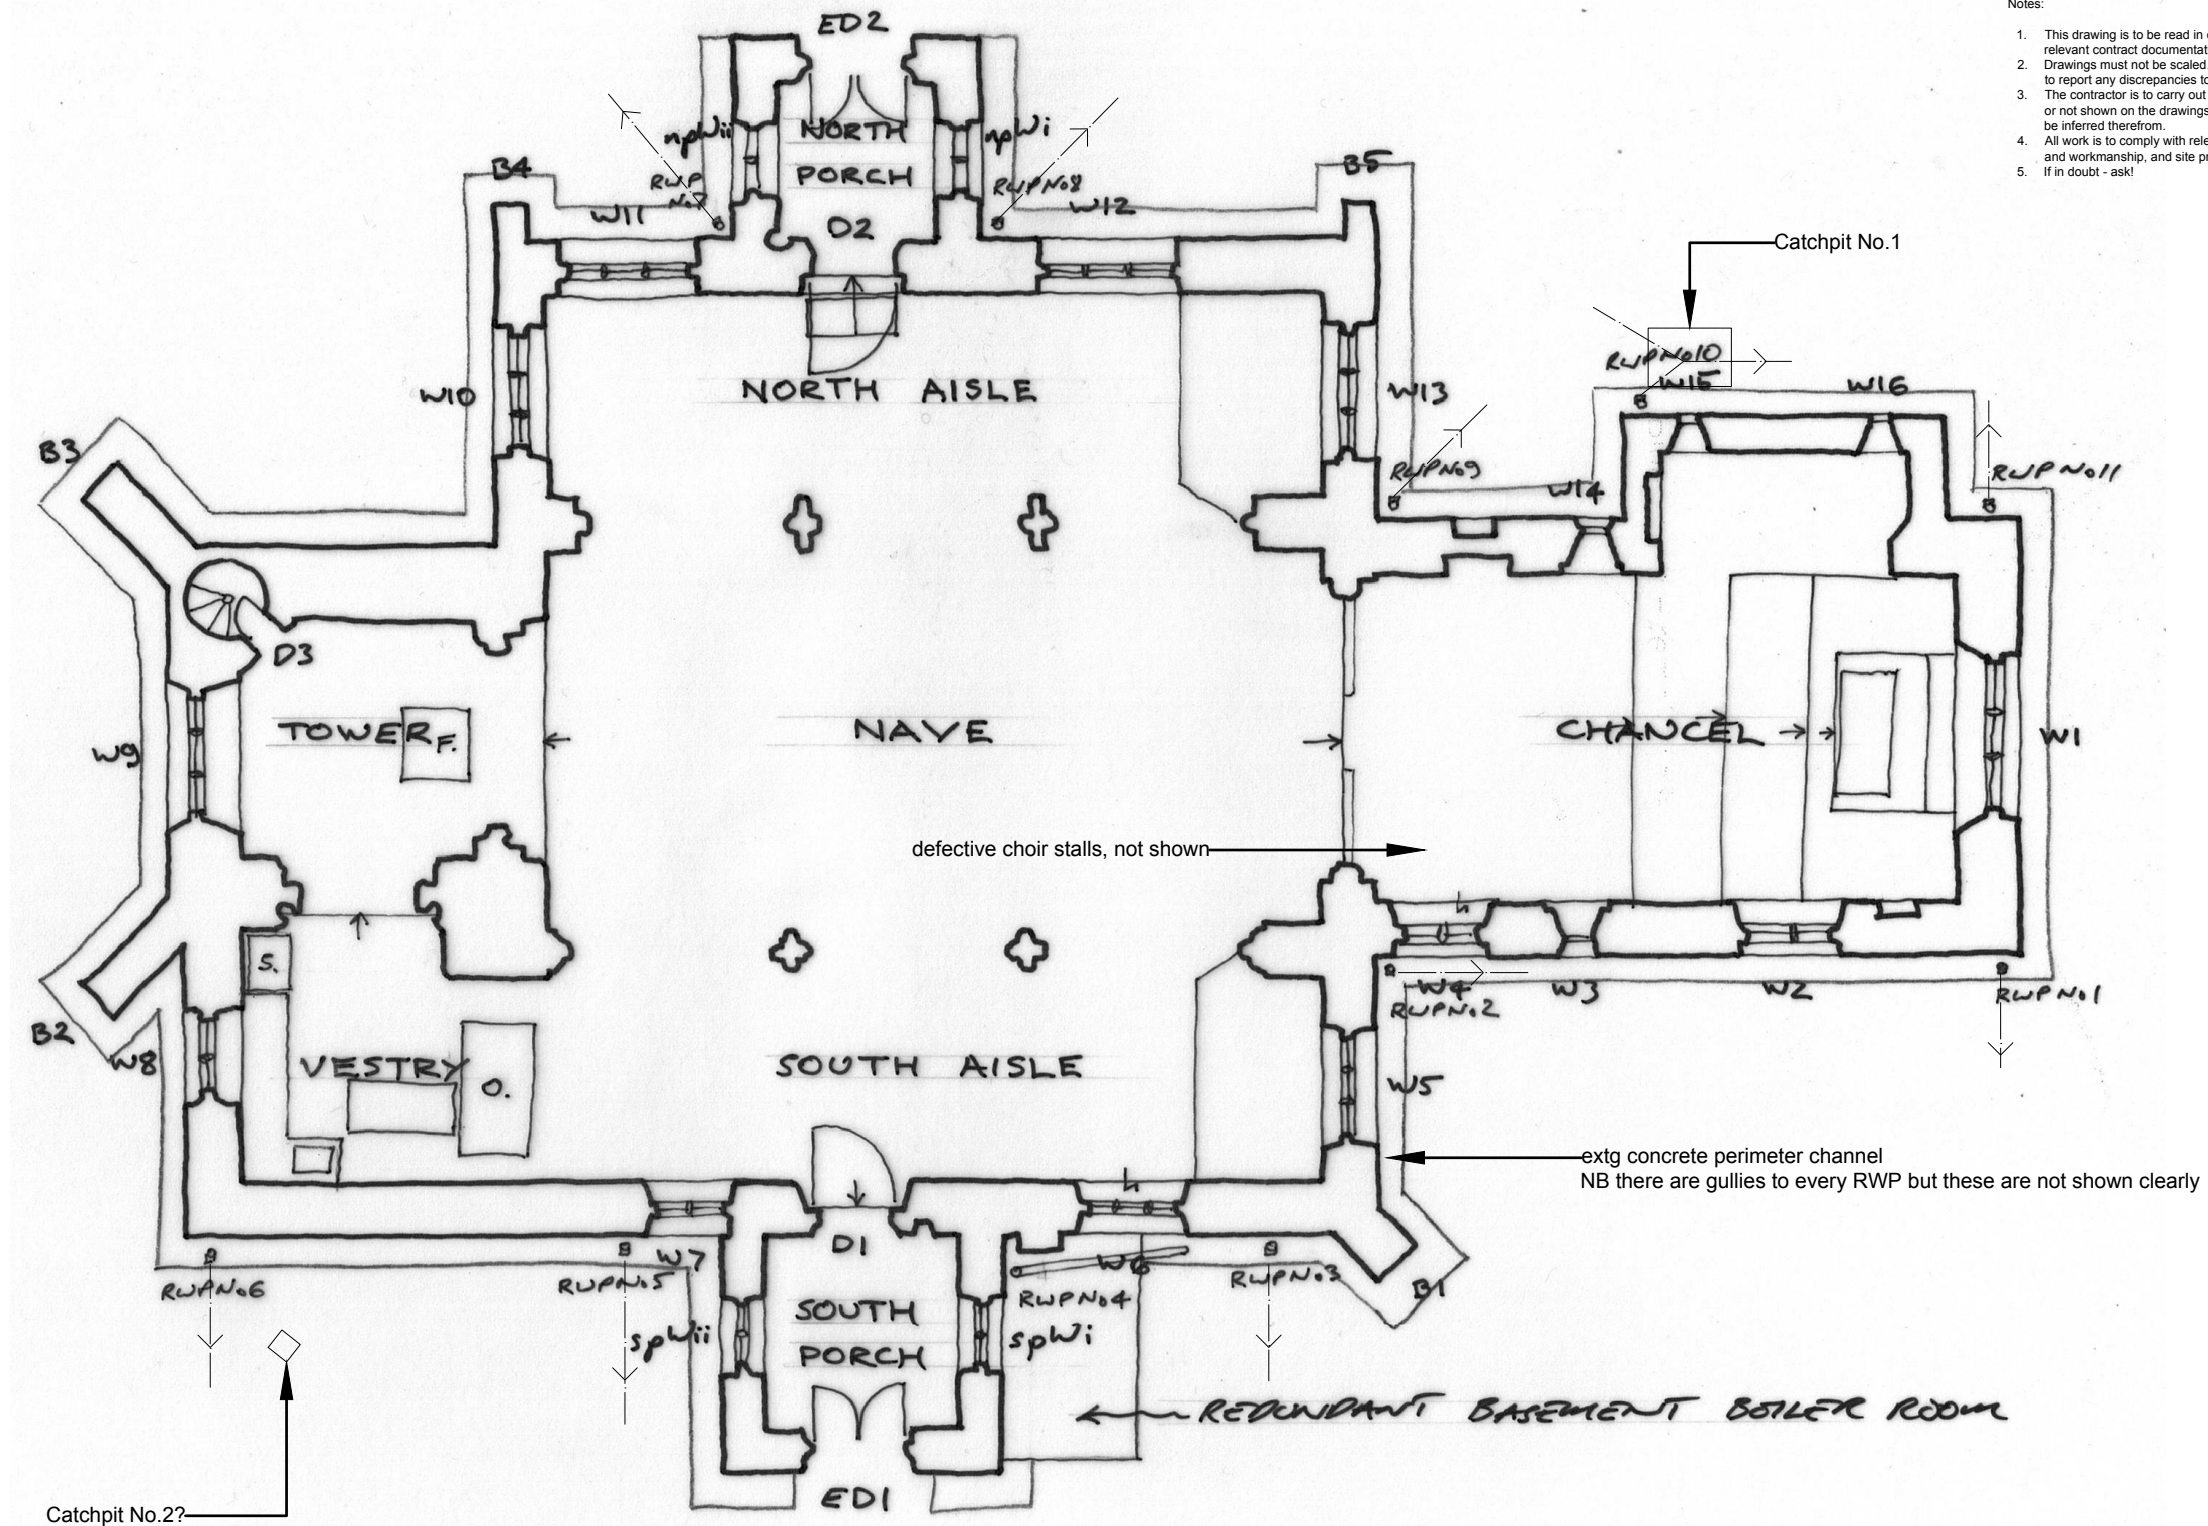 Notes:
1. This drawing is to be read in
relevant contract
2. Drawings must not be scaled.
to report any discrepancies
3. The contractor is to carry out
or not shown on the drawings
be inferred therefrom.
4. All work is to comply with
and workmanship, and site
5. If in doubt - ask!
ED2
npWii
NORTH
PORCH
npWi
B4
B5
RWP
No7
RWPNo8
W11
W12
D2
Catchpit No.1
RWPNo10
W15
W16
W10
NORTH AISLE
W13
B3
RWPNo9
W14
RWPNo11
D3
W9
TOWER
F.
NAVE
CHANCEL
W1
defective choir stalls, not shown
S.
B2
W8
VESTRY
O.
SOUTH AISLE
W4
W3
W2
RWPNo1
RWPNo.2
W5
extg concrete perimeter channel
NB there are gullies to every RWP but these are not shown clearly
D1
W7
W6
RWPNo6
RWPNo5
RWPNo4
RWPNo3
B1
spWii
SOUTH
PORCH
spWi
REDUNDANT BASEMENT BOILER ROOM
ED1
Catchpit No.2?